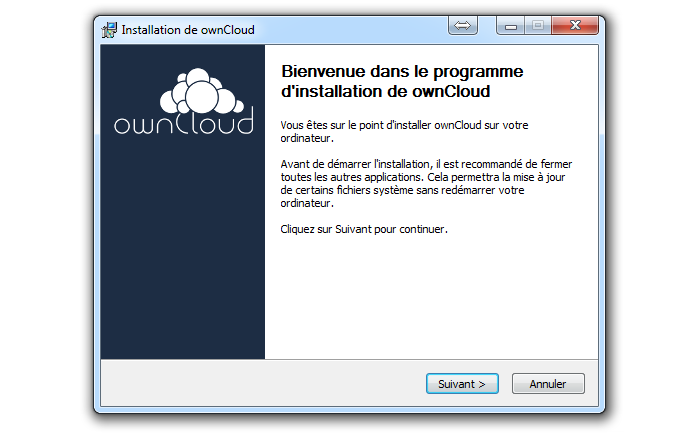 Installation de ownCloud
ownCloud
Bienvenue dans le programme
d'installation de ownCloud
Vous êtes sur le point d'installer ownCloud sur votre
ordinateur.
Avant de démarrer l'installation, il est recommandé de fermer
toutes les autres applications. Cela permettra la mise à jour
de certains fichiers système sans redémarrer votre
ordinateur.
Cliquez sur Suivant pour continuer.
Suivant >
Annuler